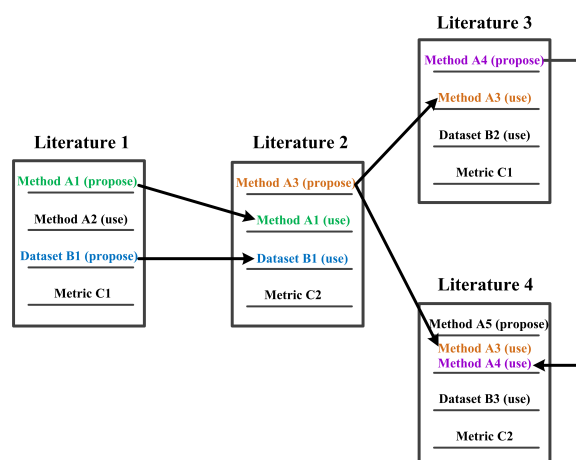 Literature 1
Method A1 (propose)
Method A2 (use)
Dataset B1 (propose)
Metric C1
Literature 2
Method A3 (propose)
Method A1 (use)
Dataset B1 (use)
Metric C2
Literature 3
Method A4 (propose)
Method A3 (use)
Dataset B2 (use)
Metric C1
Literature 4
Method A5 (propose)
Method A3 (use)
Method A4 (use)
Dataset B3 (use)
Metric C2